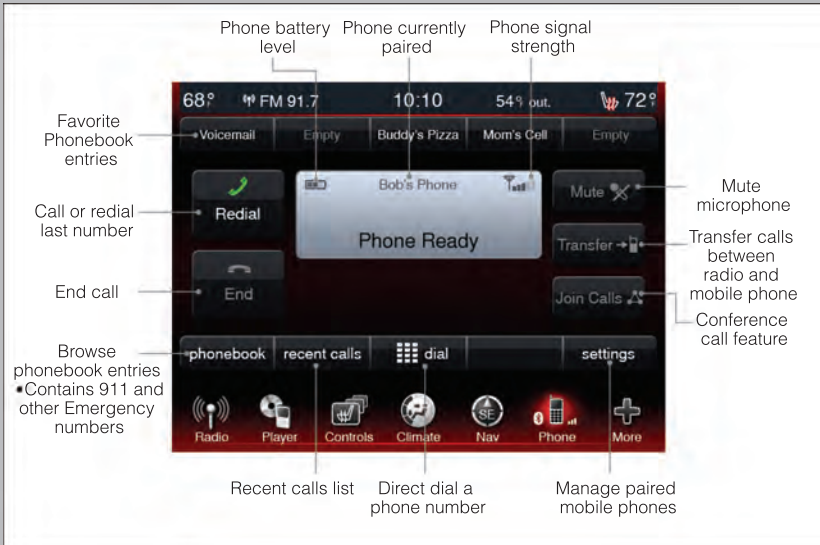 Phone battery
level
Phone currently
paired
Phone signal
strength
68° FM 91.7 10:10 54° out. 72°
Favorite
Phonebook
entries
Voicemail Empty Buddy's Pizza Mom's Cell Empty
Call or redial
last number
Redial
Bob's Phone
Phone Ready
Mute
Mute
microphone
Transfer
Transfer calls
between
radio and
mobile phone
End call
End
Join Calls
Conference
call feature
Browse
phonebook entries
•Contains 911 and
other Emergency
numbers
phonebook recent calls dial settings
SE
Radio Player Controls Climate Nav Phone More
Recent calls list
Direct dial a
phone number
Manage paired
mobile phones